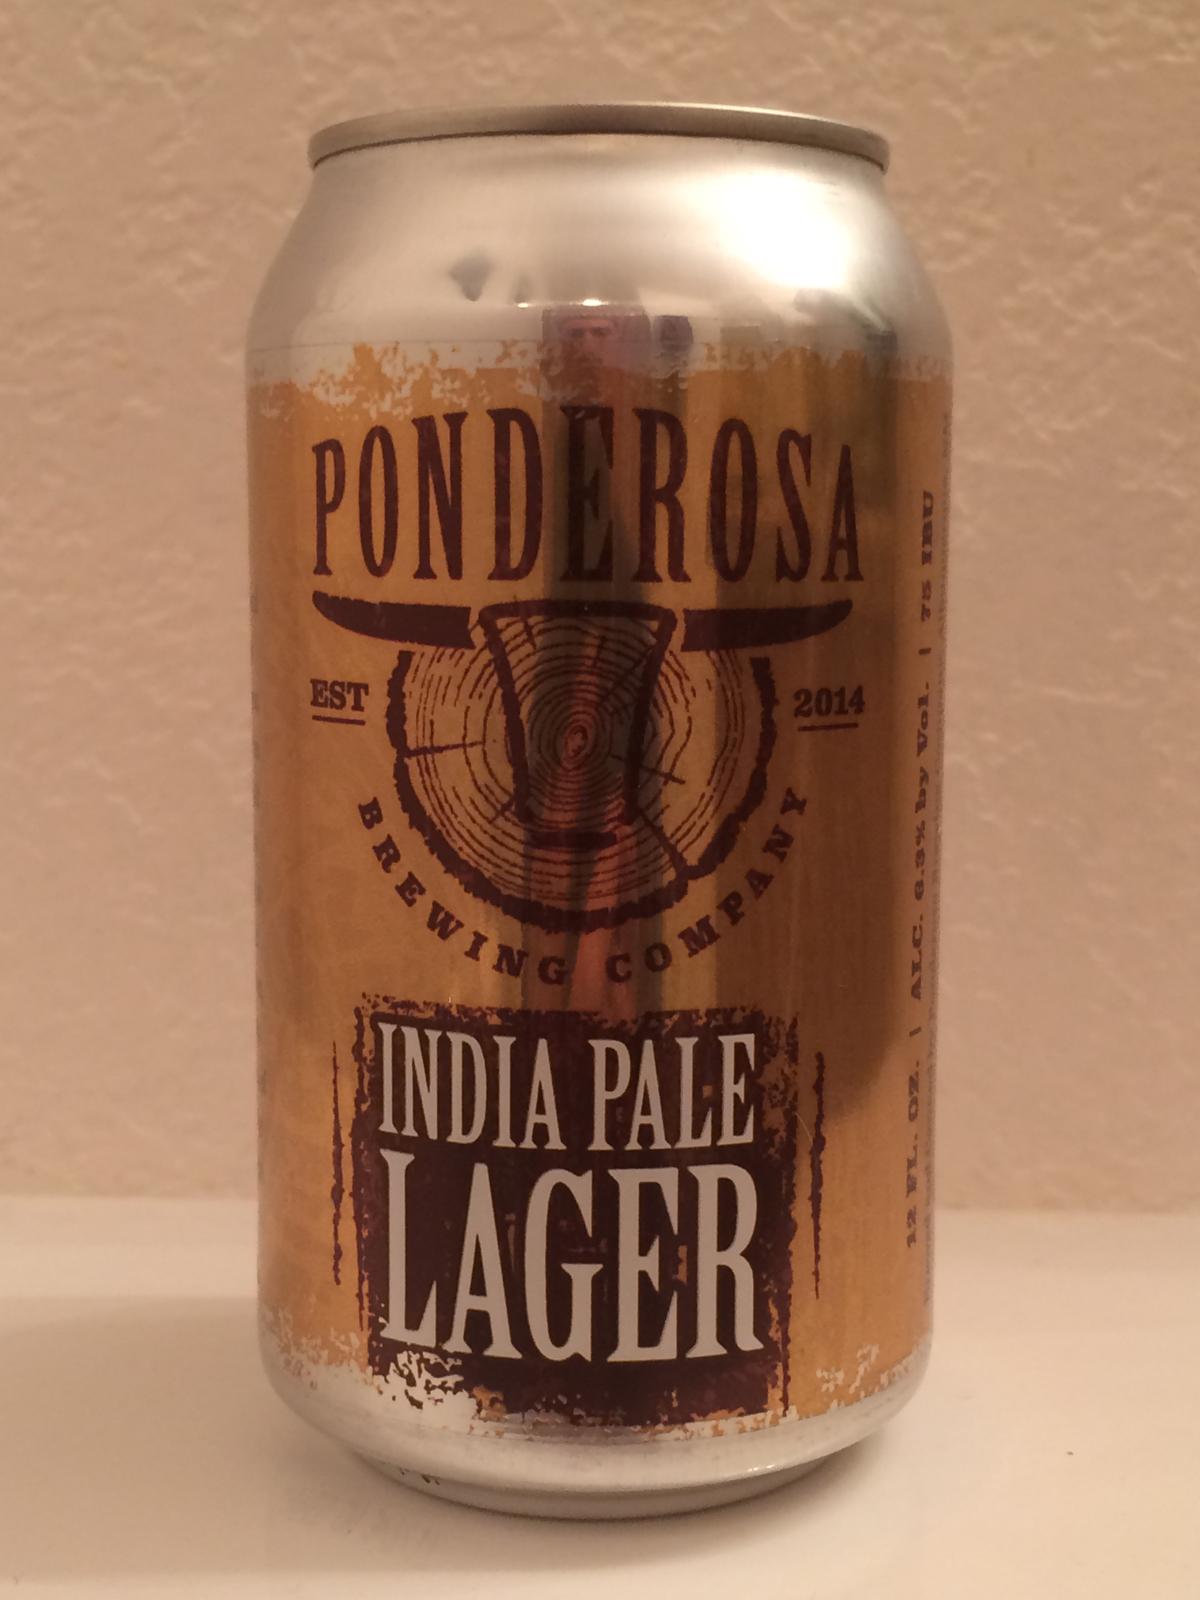 PONDEROSA
EST 2014
BREWING COMPANY
INDIA PALE
LAGER
12 FL. OZ. | ALC. 6.3% by Vol. | 75 IBU